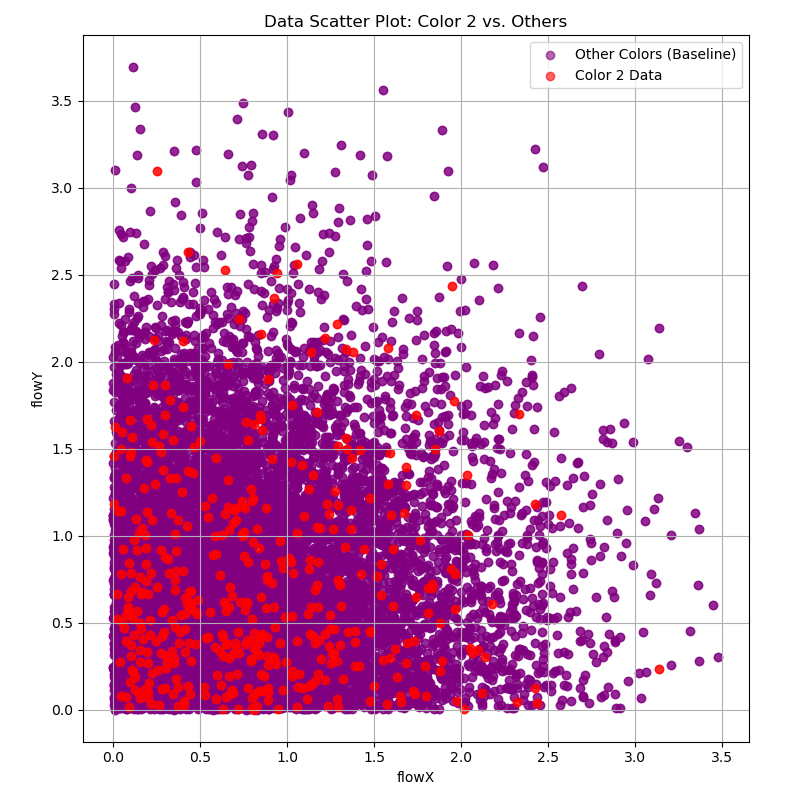 Data Scatter Plot: Color 2 vs. Others
Other Colors (Baseline)
Color 2 Data
flowY
3.5
3.0
2.5
2.0
1.5
1.0
0.5
0.0
0.0 0.5 1.0 1.5 2.0 2.5 3.0 3.5
flowX